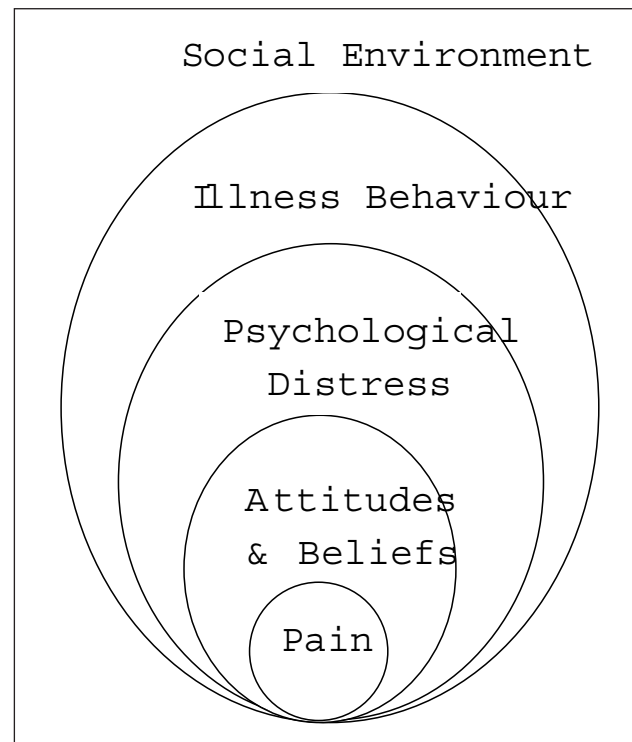 Social Environment
Illness Behaviour
Psychological
Distress
Attitudes
& Beliefs
Pain